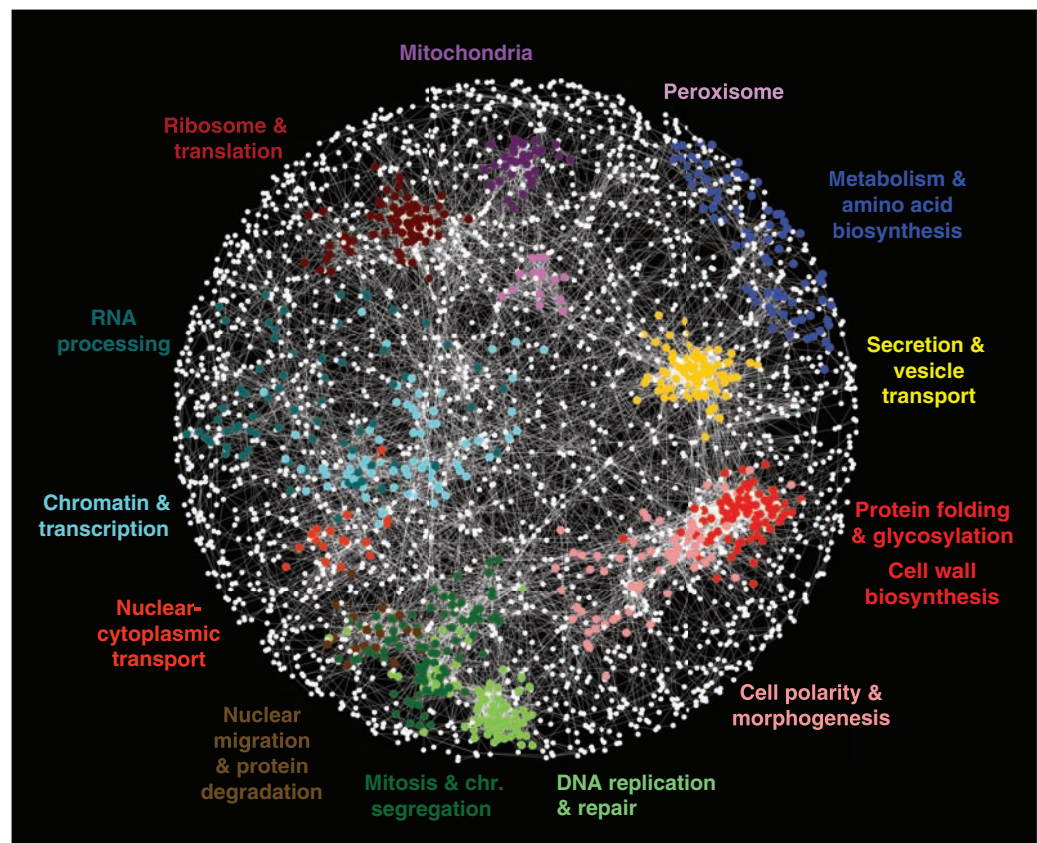 Mitochondria
Peroxisome
Ribosome &
translation
Metabolism &
amino acid
biosynthesis
RNA
processing
Secretion &
vesicle
transport
Chromatin &
transcription
Protein folding
& glycosylation
Cell wall
biosynthesis
Nuclear-
cytoplasmic
transport
Cell polarity &
morphogenesis
Nuclear
migration
& protein
degradation
Mitosis & chr.
segregation
DNA replication
& repair